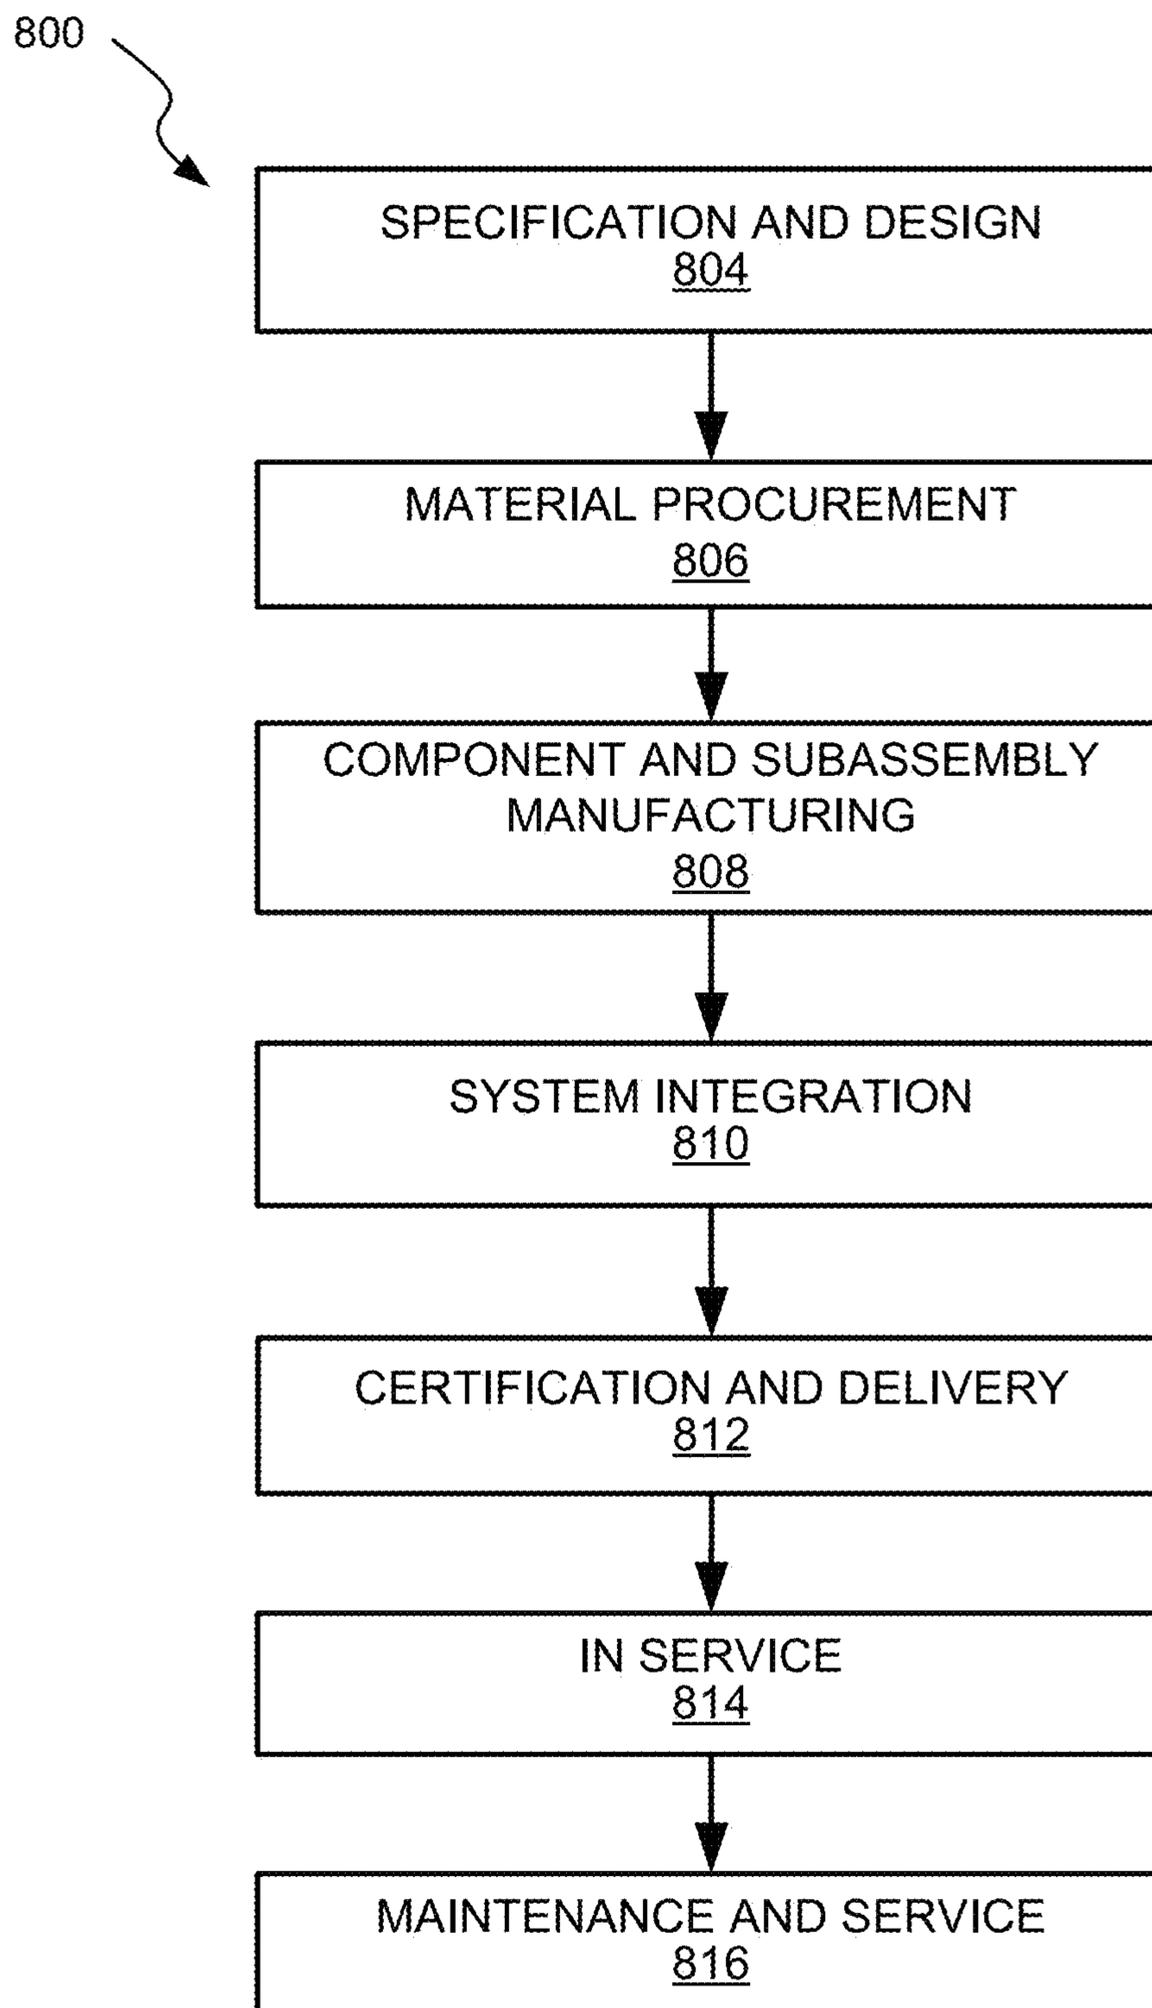 800
SPECIFICATION AND DESIGN
804
MATERIAL PROCUREMENT
806
COMPONENT AND SUBASSEMBLY
MANUFACTURING
808
SYSTEM INTEGRATION
810
CERTIFICATION AND DELIVERY
812
IN SERVICE
814
MAINTENANCE AND SERVICE
816